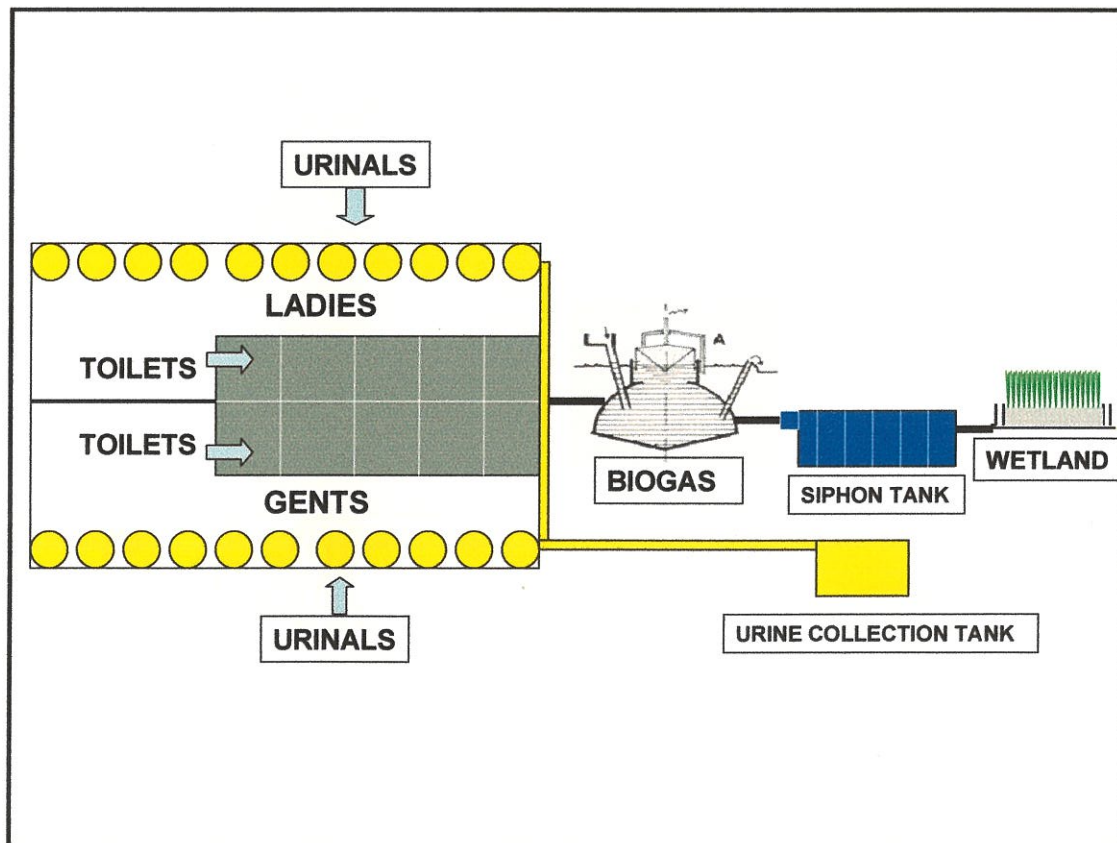 URINALS
LADIES
TOILETS
TOILETS
GENTS
URINALS
A
BIOGAS
SIPHON TANK
WETLAND
URINE COLLECTION TANK